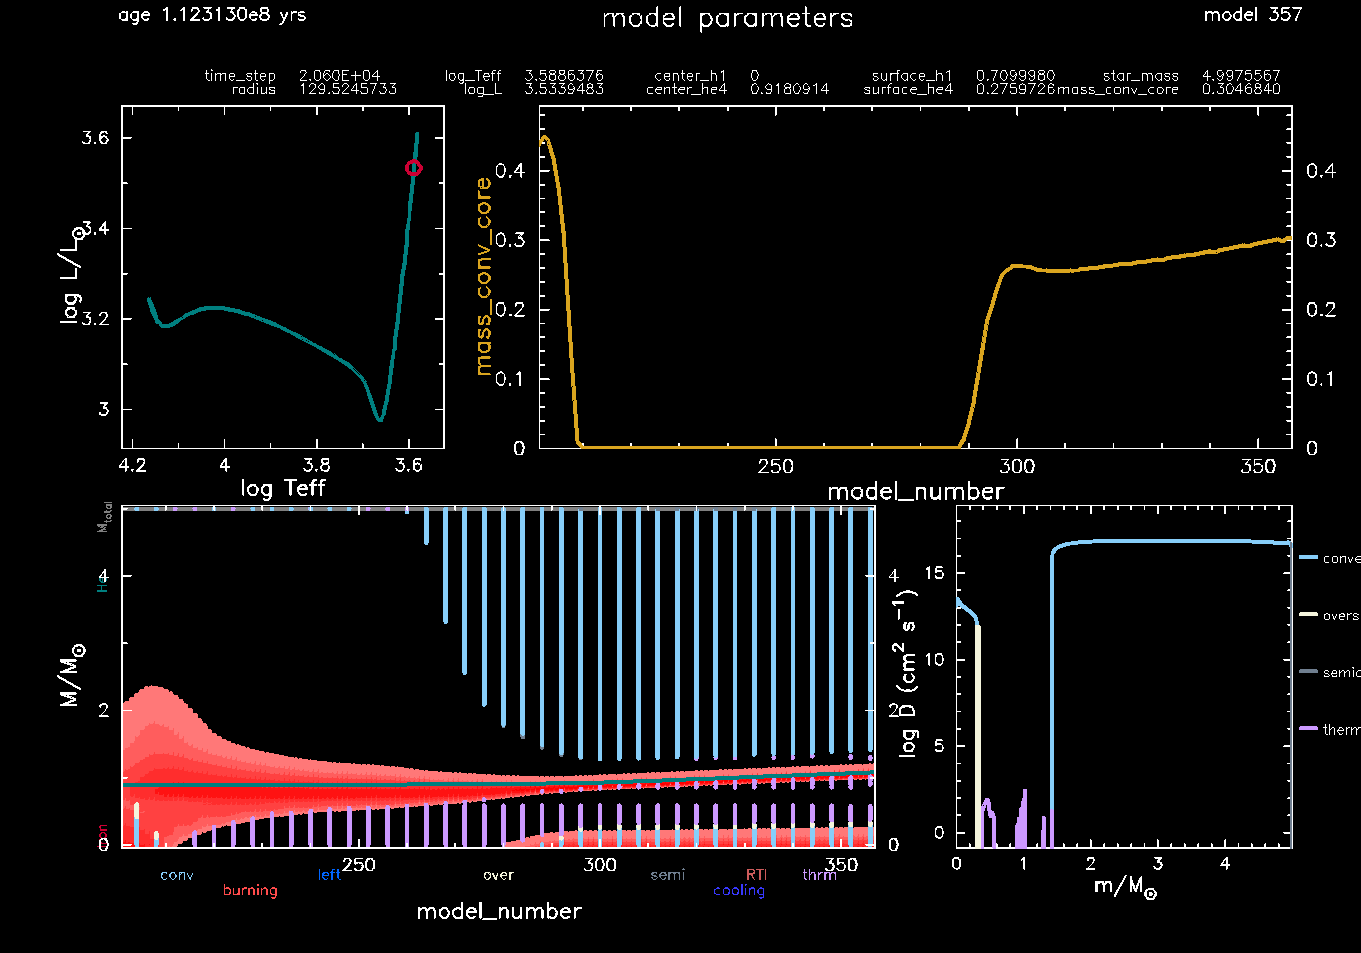 age 1.123130e8 yrs
model parameters
model 357
time_step 2.060E+04 log_Teff 3.5886376 center_h1 0 surface_h1 0.7099980 star_mass 4.9975567
radius 129.5245733 log_L 3.5339483 center_he4 0.9180914 surface_he4 0.2759726 mass_conv_core 0.3046840
3.6
3.4
3.2
3
log L/L⊙
4.2 4 3.8 3.6
log Teff
mass_conv_core
0.4
0.3
0.2
0.1
0
0.4
0.3
0.2
0.1
0
250 300 350
model_number
Mtotal
He
M/M⊙
4
2
0
4
2
0
250 300 350
conv left over semi RTI thrm
burning cooling
model_number
log D (cm² s⁻¹)
15
10
5
0
0 1 2 3 4
m/M⊙
conve
overs
semic
therm